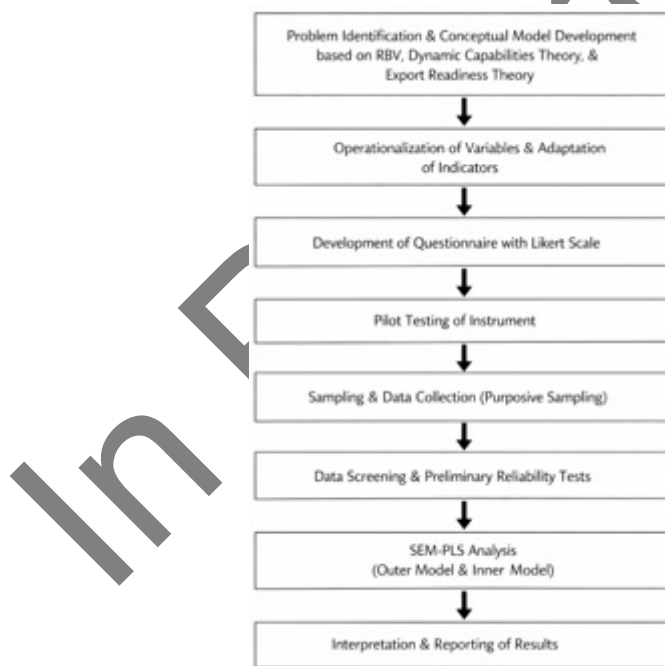 Problem Identification & Conceptual Model Development
based on RBV, Dynamic Capabilities Theory, &
Export Readiness Theory
Operationalization of Variables & Adaptation
of Indicators
Development of Questionnaire with Likert Scale
Pilot Testing of Instrument
Sampling & Data Collection (Purposive Sampling)
Data Screening & Preliminary Reliability Tests
SEM-PLS Analysis
(Outer Model & Inner Model)
Interpretation & Reporting of Results
In